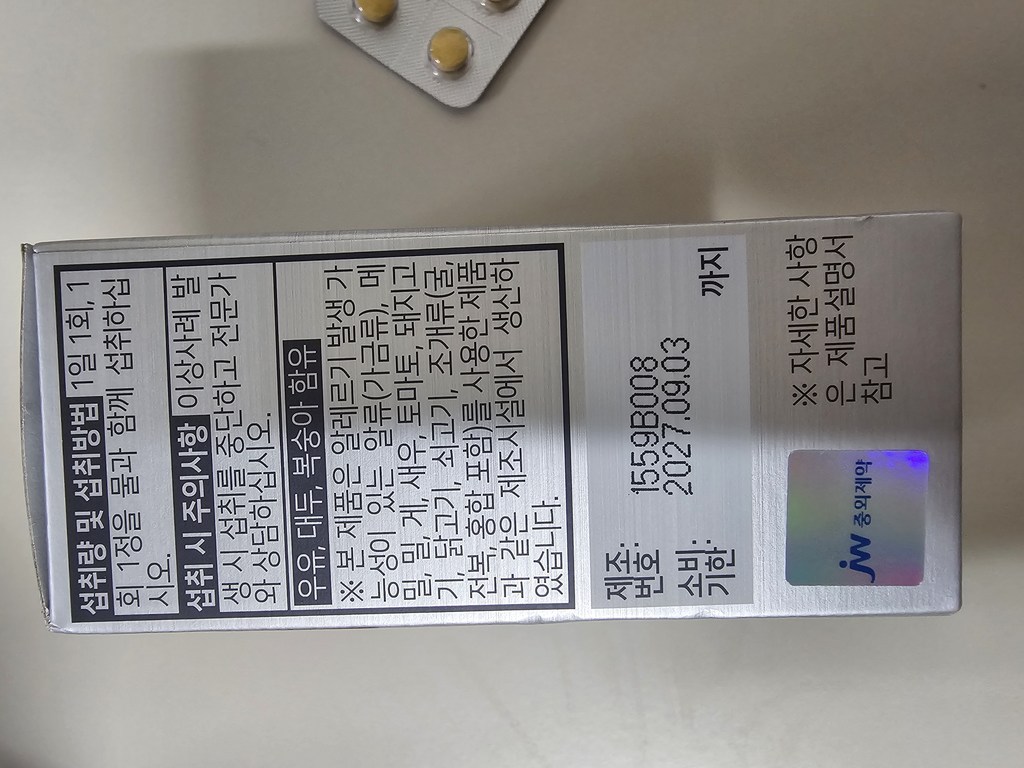 섭취량 및 섭취방법 1일 1회, 1
회 1정을 물과 함께 섭취하십
시오.
섭취 시 주의사항 이상사례 발
생 시 섭취를 중단하고 전문가
와 상담하십시오.
우유, 대두, 복숭아 함유
※ 본 제품은 알레르기 발생 가
능성이 있는 알류(가금류), 메
밀, 밀, 게, 새우, 토마토, 돼지고
기, 닭고기, 쇠고기, 조개류(굴,
전복, 홍합 포함)를 사용한 제품
과 같은 제조시설에서 생산하
였습니다.
제조
번호: 1559B008
소비
기한: 2027.09.03 까지
※ 자세한 사항
은 제품설명서
참고
JW 중외제약